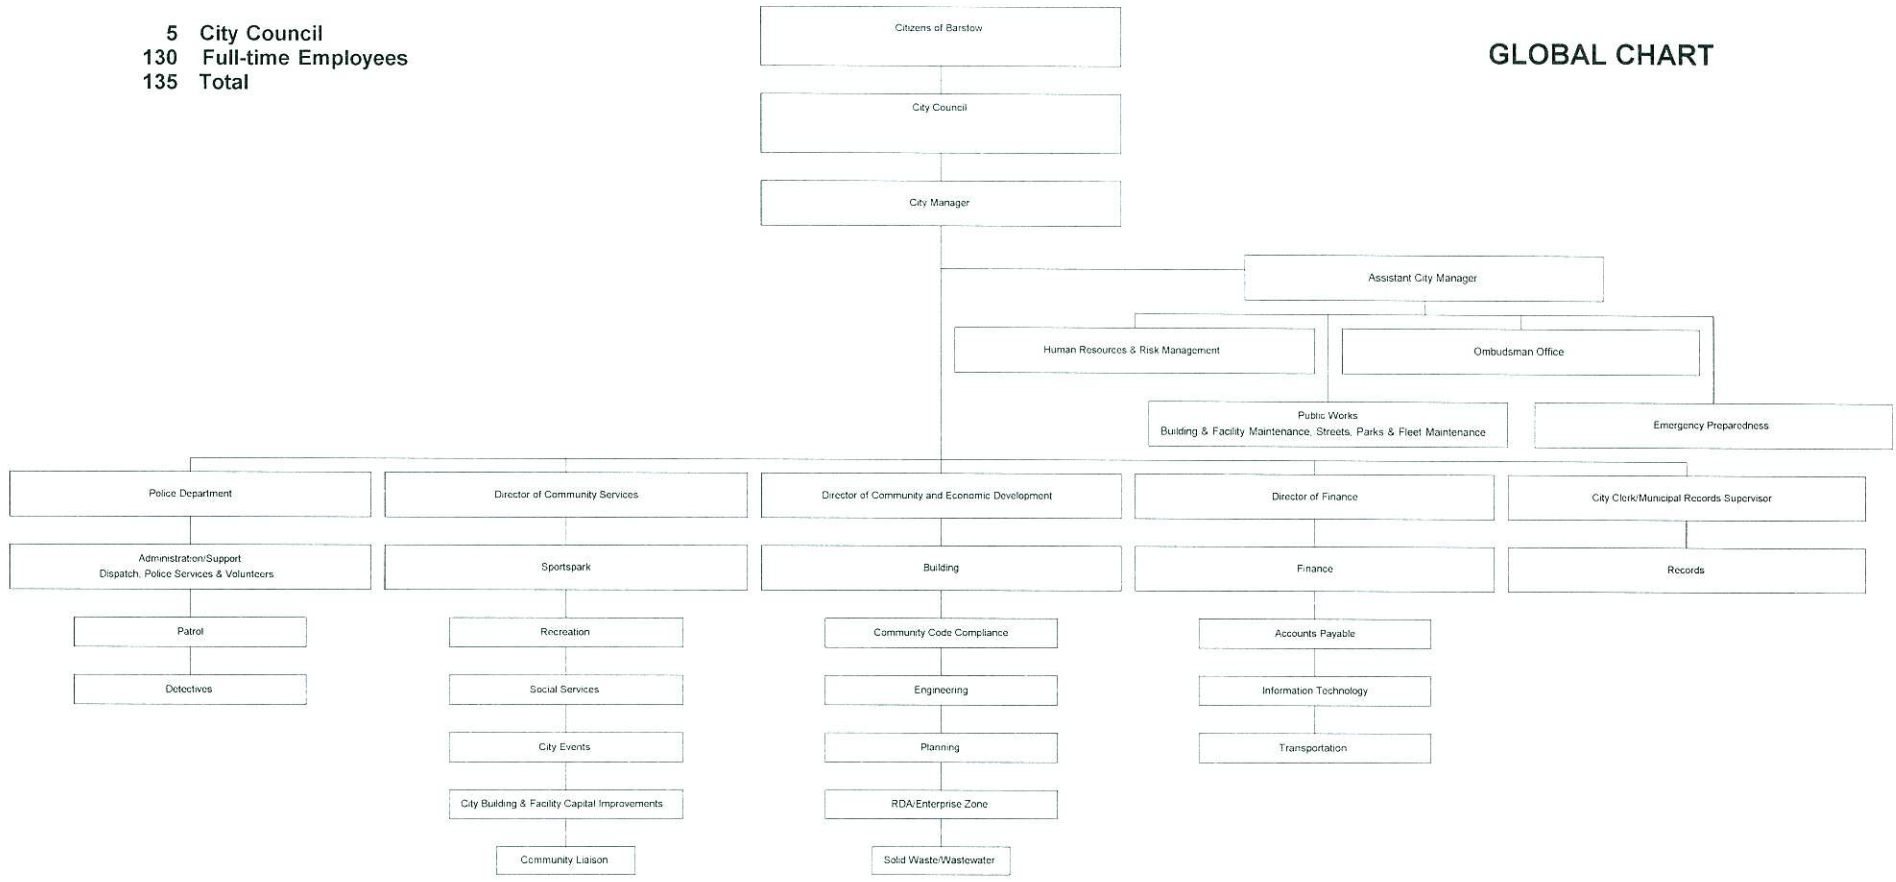 5 City Council
130 Full-time Employees
135 Total
GLOBAL CHART
Citizens of Barstow
City Council
City Manager
Assistant City Manager
Human Resources & Risk Management
Ombudsman Office
Public Works
Building & Facility Maintenance, Streets, Parks & Fleet Maintenance
Emergency Preparedness
Police Department
Director of Community Services
Director of Community and Economic Development
Director of Finance
City Clerk/Municipal Records Supervisor
Administration/Support
Dispatch, Police Services & Volunteers
Sportspark
Building
Finance
Records
Patrol
Recreation
Community Code Compliance
Accounts Payable
Detectives
Social Services
Engineering
Information Technology
City Events
Planning
Transportation
City Building & Facility Capital Improvements
RDA/Enterprise Zone
Community Liaison
Solid Waste/Wastewater